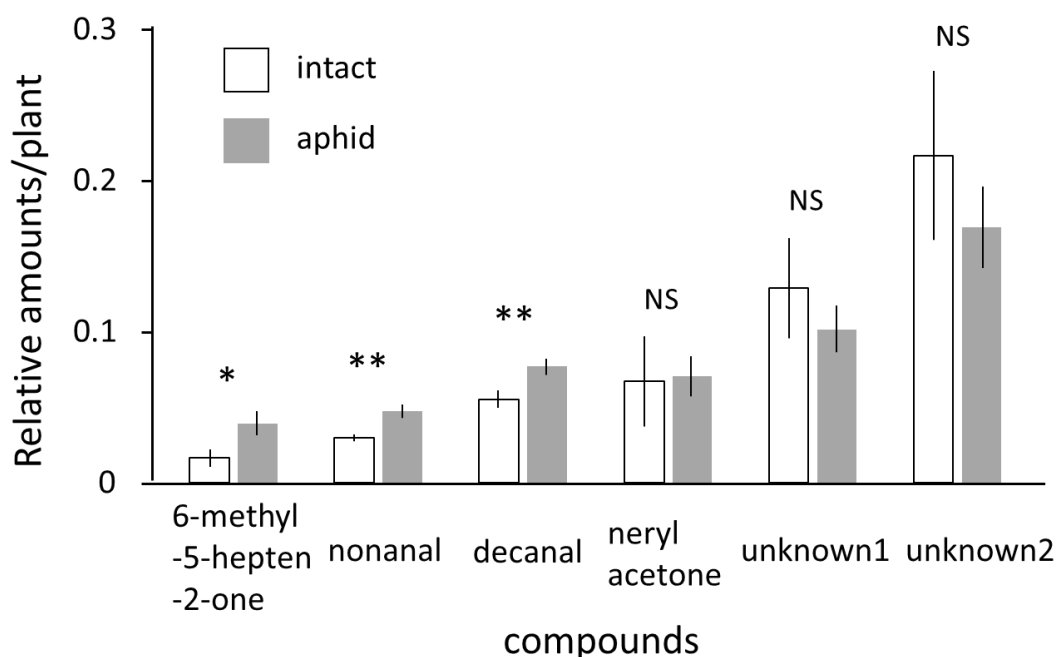 Relative amounts/plant
0.3
0.2
0.1
0
intact
aphid
*
**
**
NS
NS
NS
6-methyl
-5-hepten
-2-one
nonanal
decanal
neryl
acetone
unknown1
unknown2
compounds